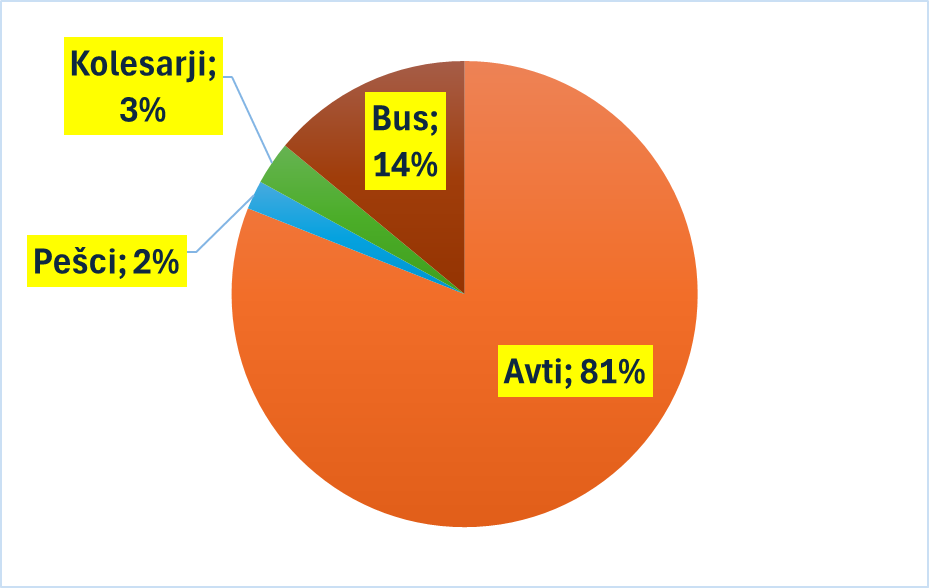 Kolesarji;
3%
Bus;
14%
Pešci; 2%
Avti; 81%